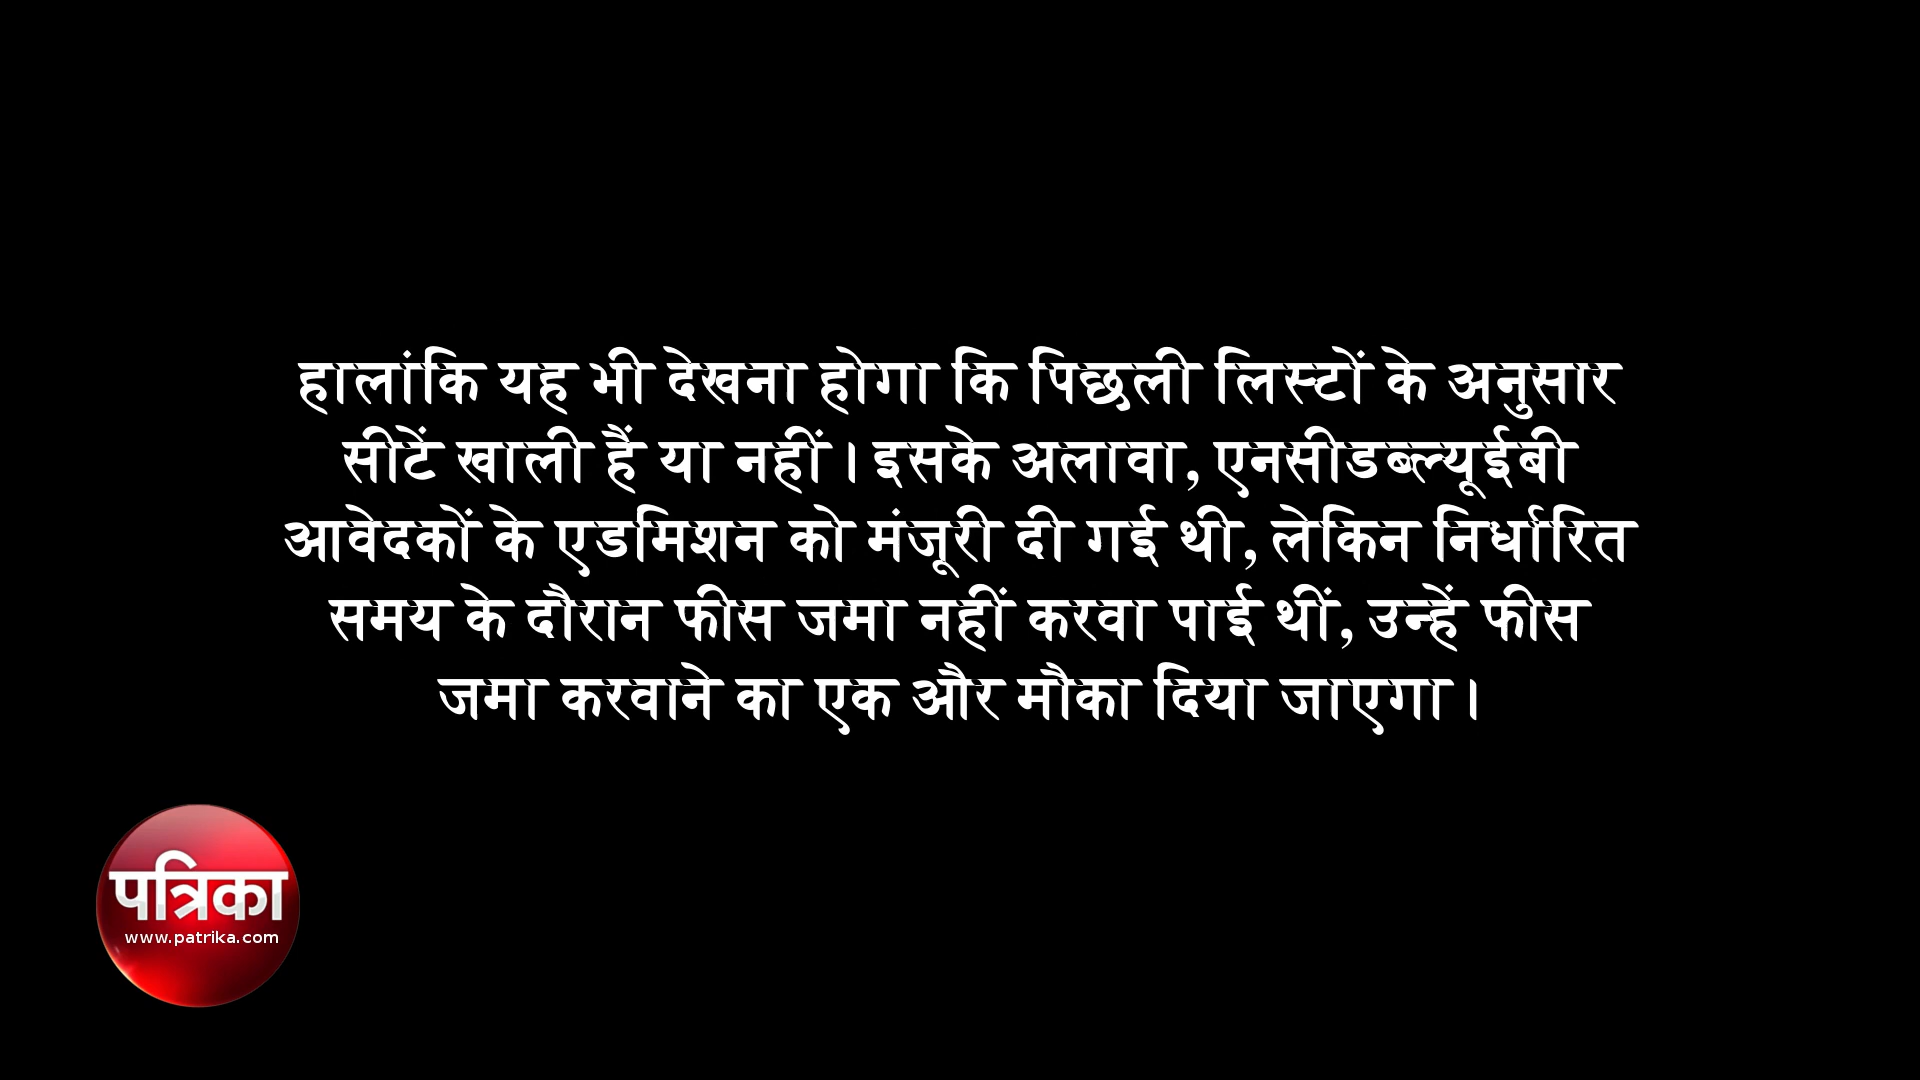 हालांकि यह भी देखना होगा कि पिछली लिस्टों के अनुसार
सीटें खाली हैं या नहीं। इसके अलावा, एनसीडब्ल्यूईबी
आवेदकों के एडमिशन को मंजूरी दी गई थी, लेकिन निर्धारित
समय के दौरान फीस जमा नहीं करवा पाई थीं, उन्हें फीस
जमा करवाने का एक और मौका दिया जाएगा।
पत्रिका
www.patrika.com